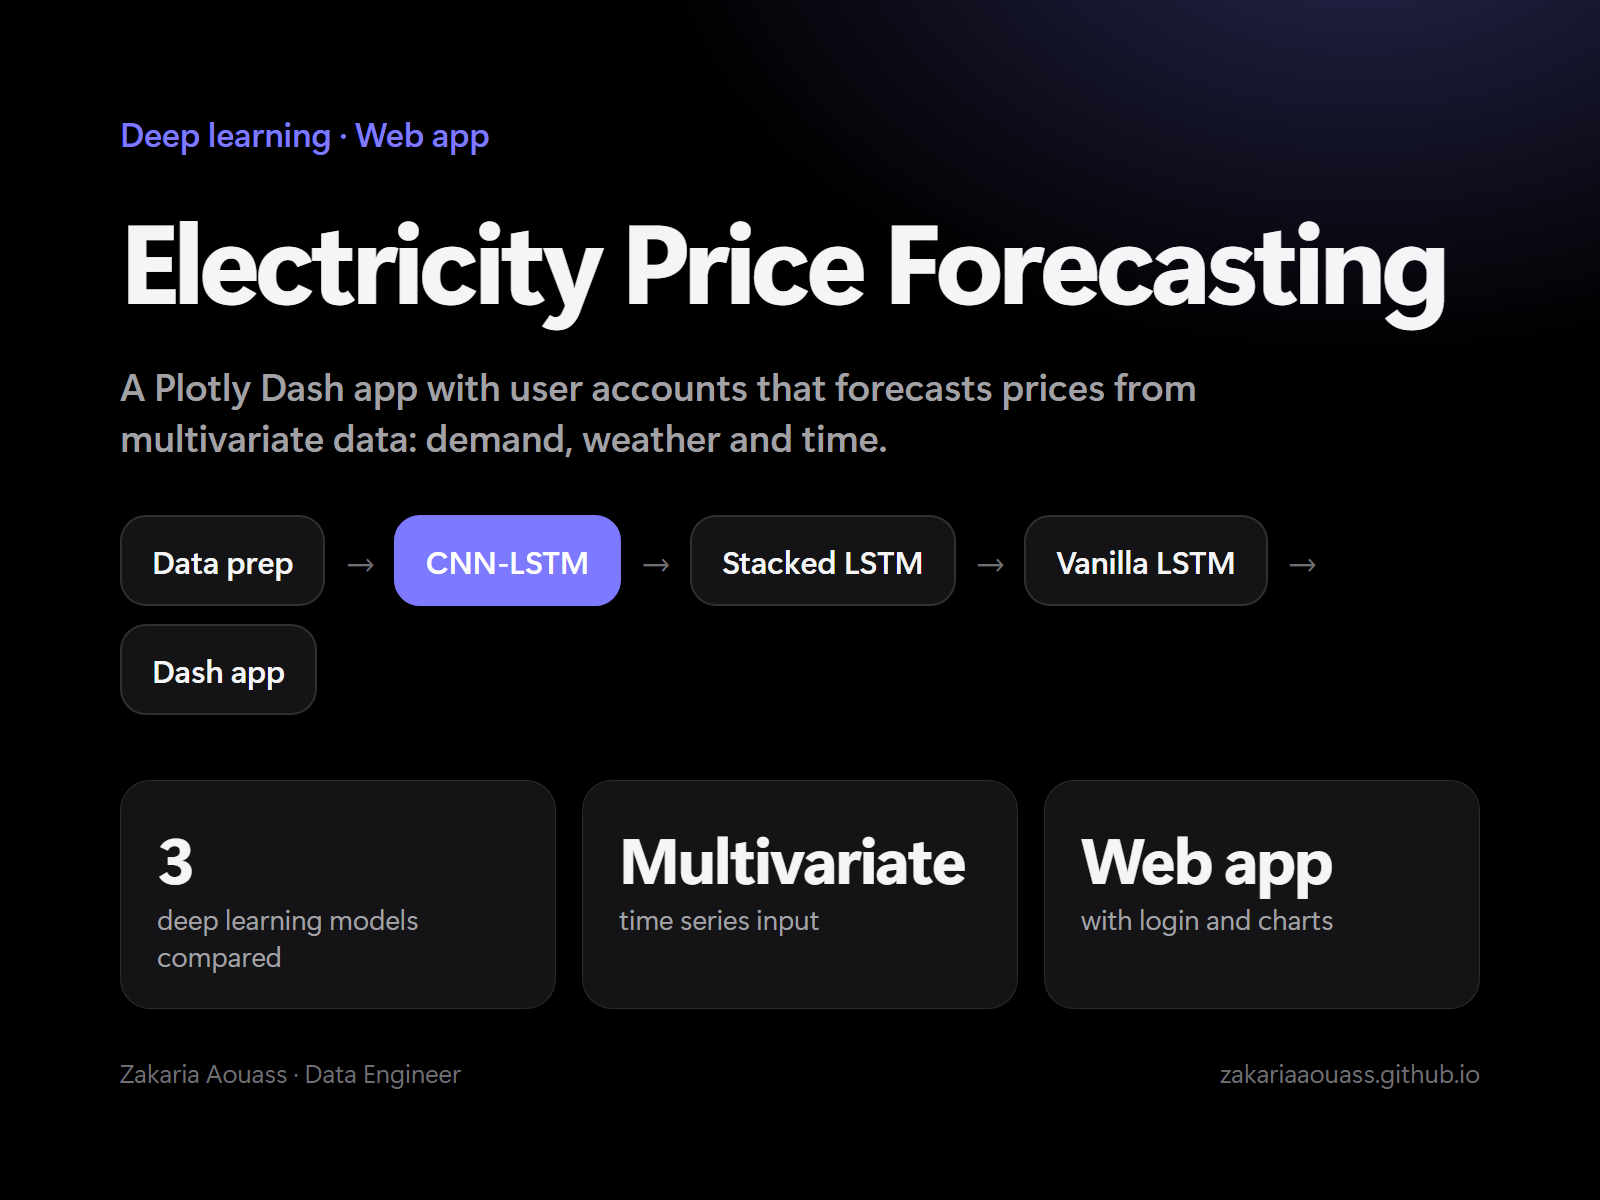 Deep learning · Web app
Electricity Price Forecasting
A Plotly Dash app with user accounts that forecasts prices from
multivariate data: demand, weather and time.
Data prep → CNN-LSTM → Stacked LSTM → Vanilla LSTM →
Dash app
3
deep learning models
compared
Multivariate
time series input
Web app
with login and charts
Zakaria Aouass · Data Engineer
zakariaaouass.github.io